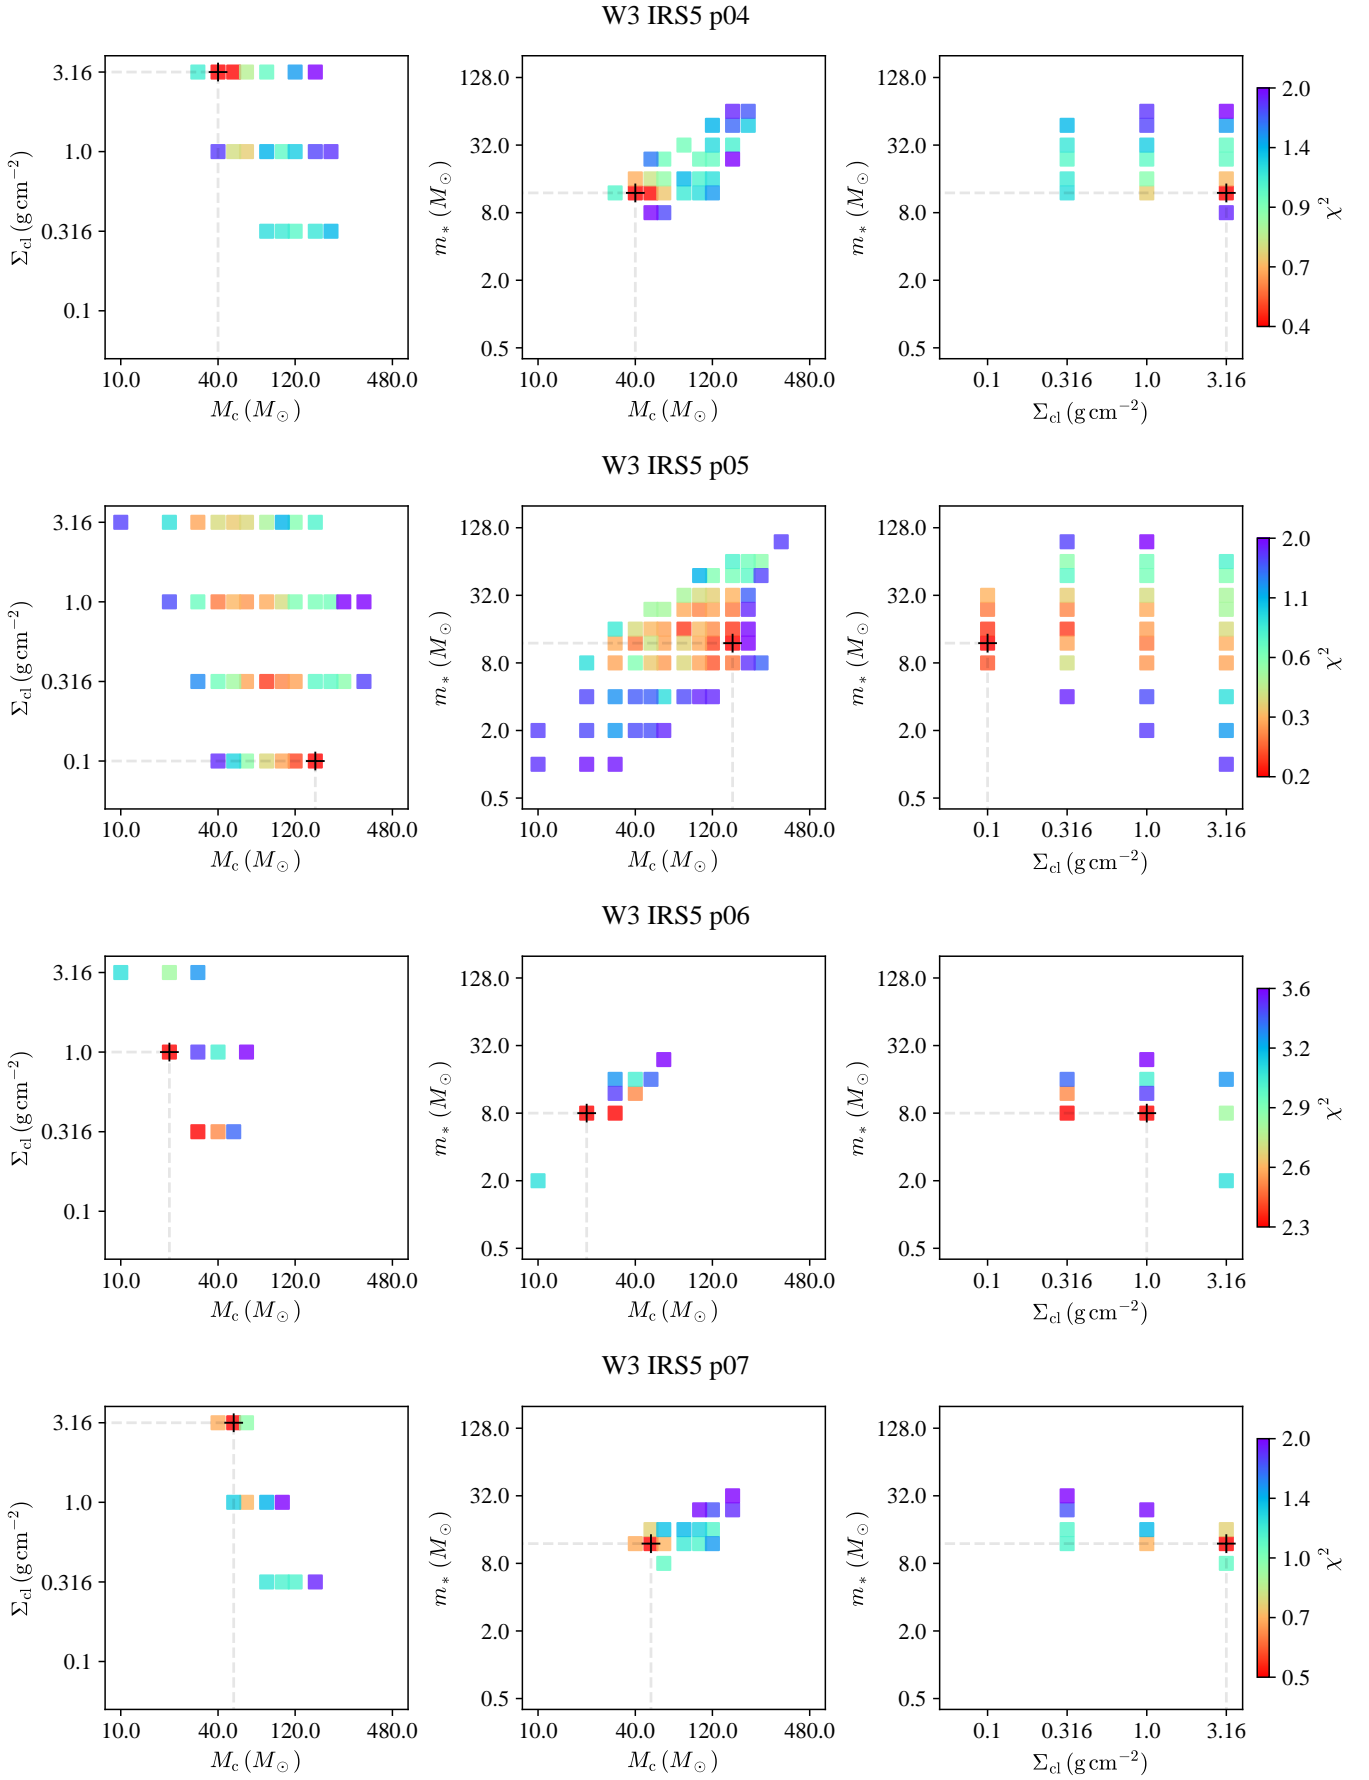 W3 IRS5 p04
3.16
1.0
0.316
0.1
Σcl (g cm−2)
10.0 40.0 120.0 480.0
Mc (M⊙)
128.0
32.0
8.0
2.0
0.5
m* (M⊙)
10.0 40.0 120.0 480.0
Mc (M⊙)
128.0
32.0
8.0
2.0
0.5
m* (M⊙)
0.1 0.316 1.0 3.16
Σcl (g cm−2)
2.0
1.4
0.9
0.7
0.4
χ2
W3 IRS5 p05
3.16
1.0
0.316
0.1
Σcl (g cm−2)
10.0 40.0 120.0 480.0
Mc (M⊙)
128.0
32.0
8.0
2.0
0.5
m* (M⊙)
10.0 40.0 120.0 480.0
Mc (M⊙)
128.0
32.0
8.0
2.0
0.5
m* (M⊙)
0.1 0.316 1.0 3.16
Σcl (g cm−2)
2.0
1.1
0.6
0.3
0.2
χ2
W3 IRS5 p06
3.16
1.0
0.316
0.1
Σcl (g cm−2)
10.0 40.0 120.0 480.0
Mc (M⊙)
128.0
32.0
8.0
2.0
0.5
m* (M⊙)
10.0 40.0 120.0 480.0
Mc (M⊙)
128.0
32.0
8.0
2.0
0.5
m* (M⊙)
0.1 0.316 1.0 3.16
Σcl (g cm−2)
3.6
3.2
2.9
2.6
2.3
χ2
W3 IRS5 p07
3.16
1.0
0.316
0.1
Σcl (g cm−2)
10.0 40.0 120.0 480.0
Mc (M⊙)
128.0
32.0
8.0
2.0
0.5
m* (M⊙)
10.0 40.0 120.0 480.0
Mc (M⊙)
128.0
32.0
8.0
2.0
0.5
m* (M⊙)
0.1 0.316 1.0 3.16
Σcl (g cm−2)
2.0
1.4
1.0
0.7
0.5
χ2